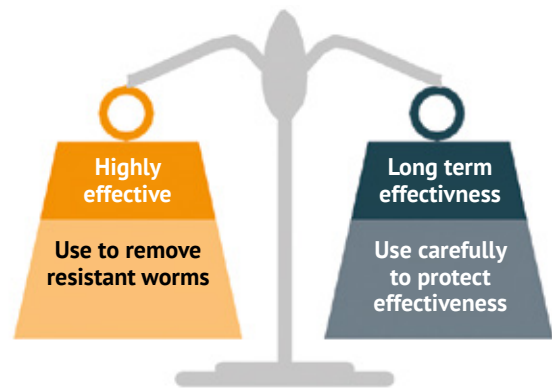 Highly
effective
Use to remove
resistant worms
Long term
effectivness
Use carefully
to protect
effectiveness